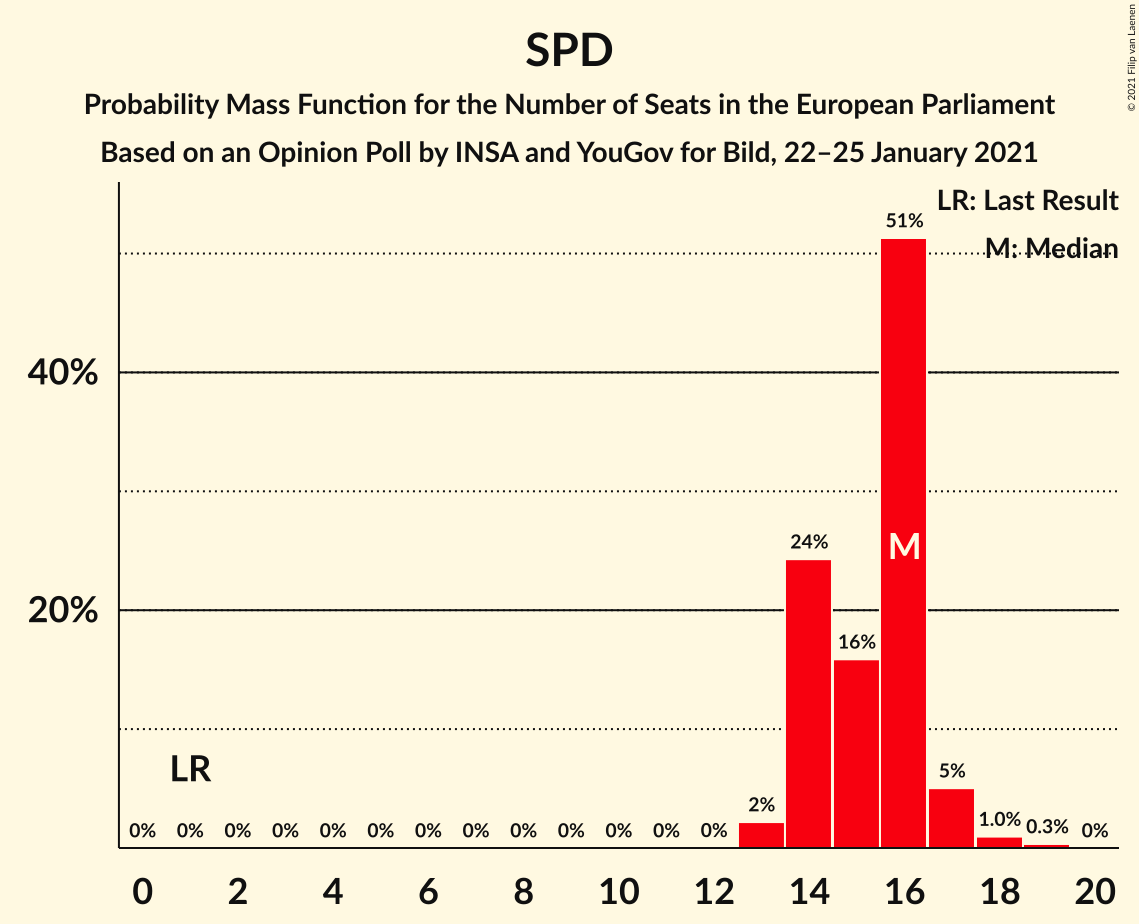 SPD
Probability Mass Function for the Number of Seats in the European Parliament
Based on an Opinion Poll by INSA and YouGov for Bild, 22–25 January 2021
© 2021 Filip van Laenen
LR: Last Result
M: Median
51%
40%
24%
M
20%
16%
LR
5%
2%
1.0%
0.3%
0% 0% 0% 0% 0% 0% 0% 0% 0% 0% 0% 0% 0% 0%
0 2 4 6 8 10 12 14 16 18 20